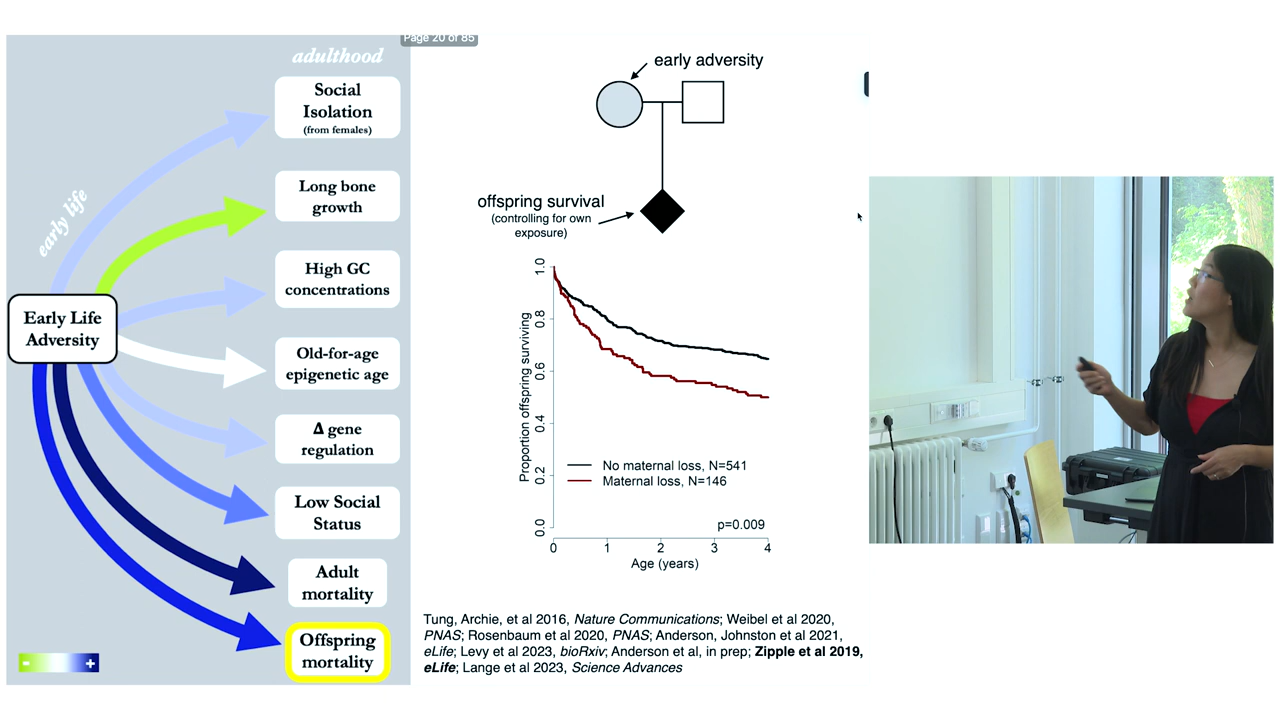 Page 20 of 85
adulthood
Social
Isolation
(from females)
Long bone
growth
High GC
concentrations
Old-for-age
epigenetic age
Δ gene
regulation
Low Social
Status
Adult
mortality
Offspring
mortality
early life
Early Life
Adversity
-
+
early adversity
offspring survival
(controlling for own
exposure)
Proportion offspring surviving
1.0
0.8
0.6
0.4
0.2
0.0
No maternal loss, N=541
Maternal loss, N=146
p=0.009
0 1 2 3 4
Age (years)
Tung, Archie, et al 2016, Nature Communications; Weibel et al 2020,
PNAS; Rosenbaum et al 2020, PNAS; Anderson, Johnston et al 2021,
eLife; Levy et al 2023, bioRxiv; Anderson et al, in prep; Zipple et al 2019,
eLife; Lange et al 2023, Science Advances